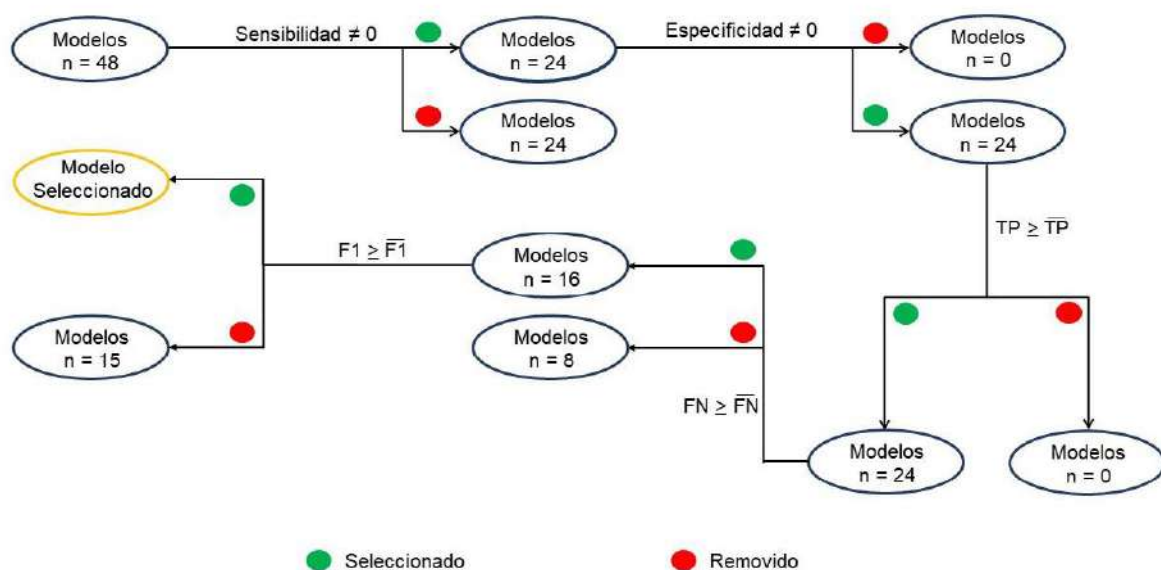 Modelos
n = 48
Sensibilidad ≠ 0
Modelos
n = 24
Especificidad ≠ 0
Modelos
n = 0
Modelos
n = 24
Modelos
n = 24
Modelo
Seleccionado
F1 ≥ F1̅
Modelos
n = 16
TP ≥ T̅P̅
Modelos
n = 15
Modelos
n = 8
FN ≥ F̅N̅
Modelos
n = 24
Modelos
n = 0
Seleccionado
Removido